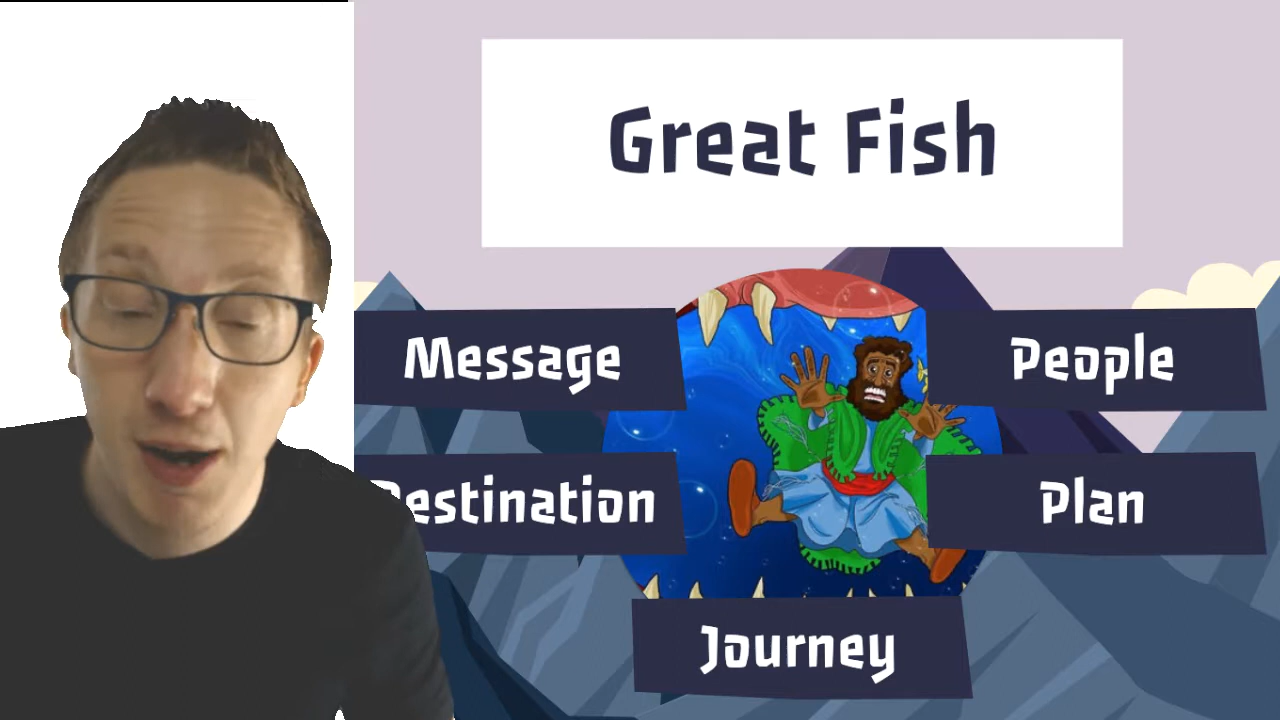 Great Fish
Message
People
Destination
Plan
Journey